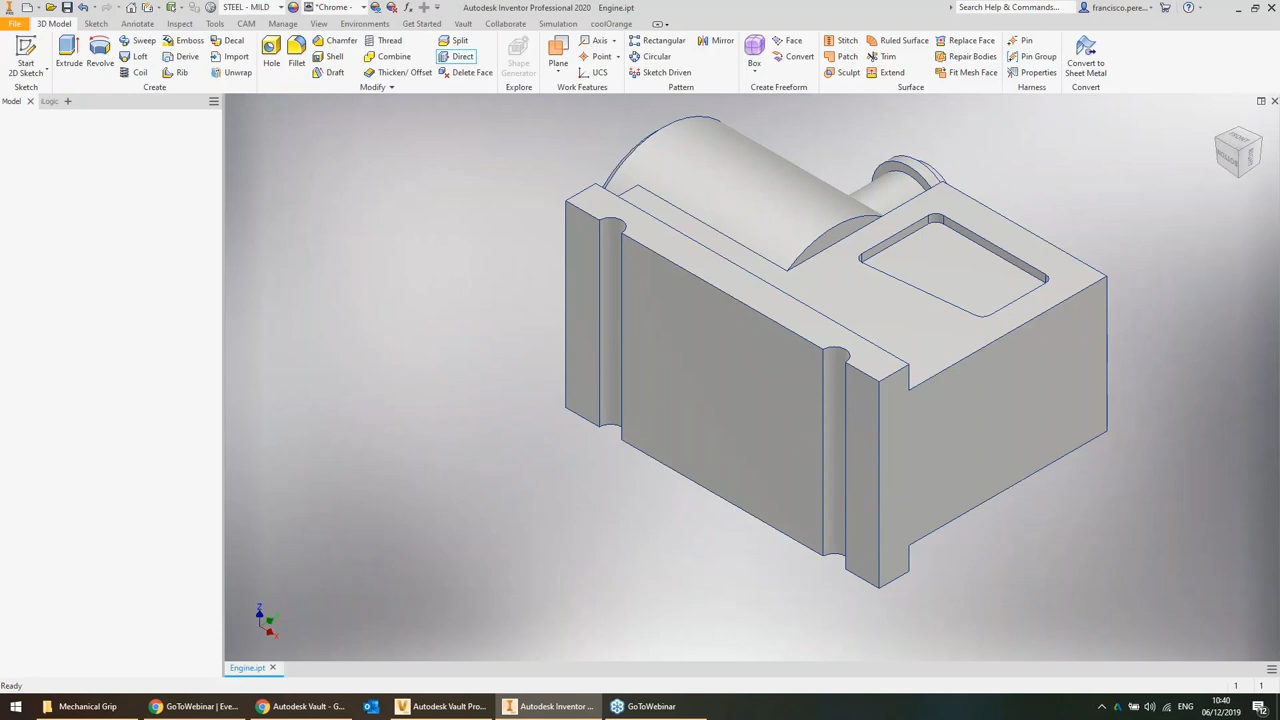 STEEL - MILD
*Chrome -
Autodesk Inventor Professional 2020   Engine.ipt
Search Help & Commands...
francisco.pere...
File
3D Model
Sketch
Annotate
Inspect
Tools
CAM
Manage
View
Environments
Get Started
Vault
Collaborate
Simulation
coolOrange
Start
2D Sketch
Sketch
Extrude
Revolve
Sweep
Loft
Coil
Emboss
Derive
Rib
Decal
Import
Unwrap
Create
Hole
Fillet
Chamfer
Shell
Draft
Thread
Combine
Thicken/ Offset
Split
Direct
Delete Face
Modify
Shape
Generator
Explore
Plane
Axis
Point
UCS
Work Features
Rectangular
Circular
Sketch Driven
Mirror
Pattern
Box
Face
Convert
Create Freeform
Stitch
Patch
Sculpt
Ruled Surface
Trim
Extend
Replace Face
Repair Bodies
Fit Mesh Face
Surface
Pin
Pin Group
Properties
Harness
Convert to
Sheet Metal
Convert
Model
iLogic
FRONT
BOTTOM
Z
X
Engine.ipt
Ready
1
1
Mechanical Grip
GoToWebinar | Eve...
Autodesk Vault - G...
Autodesk Vault Pro...
Autodesk Inventor ...
GoToWebinar
10:40
06/12/2019
12